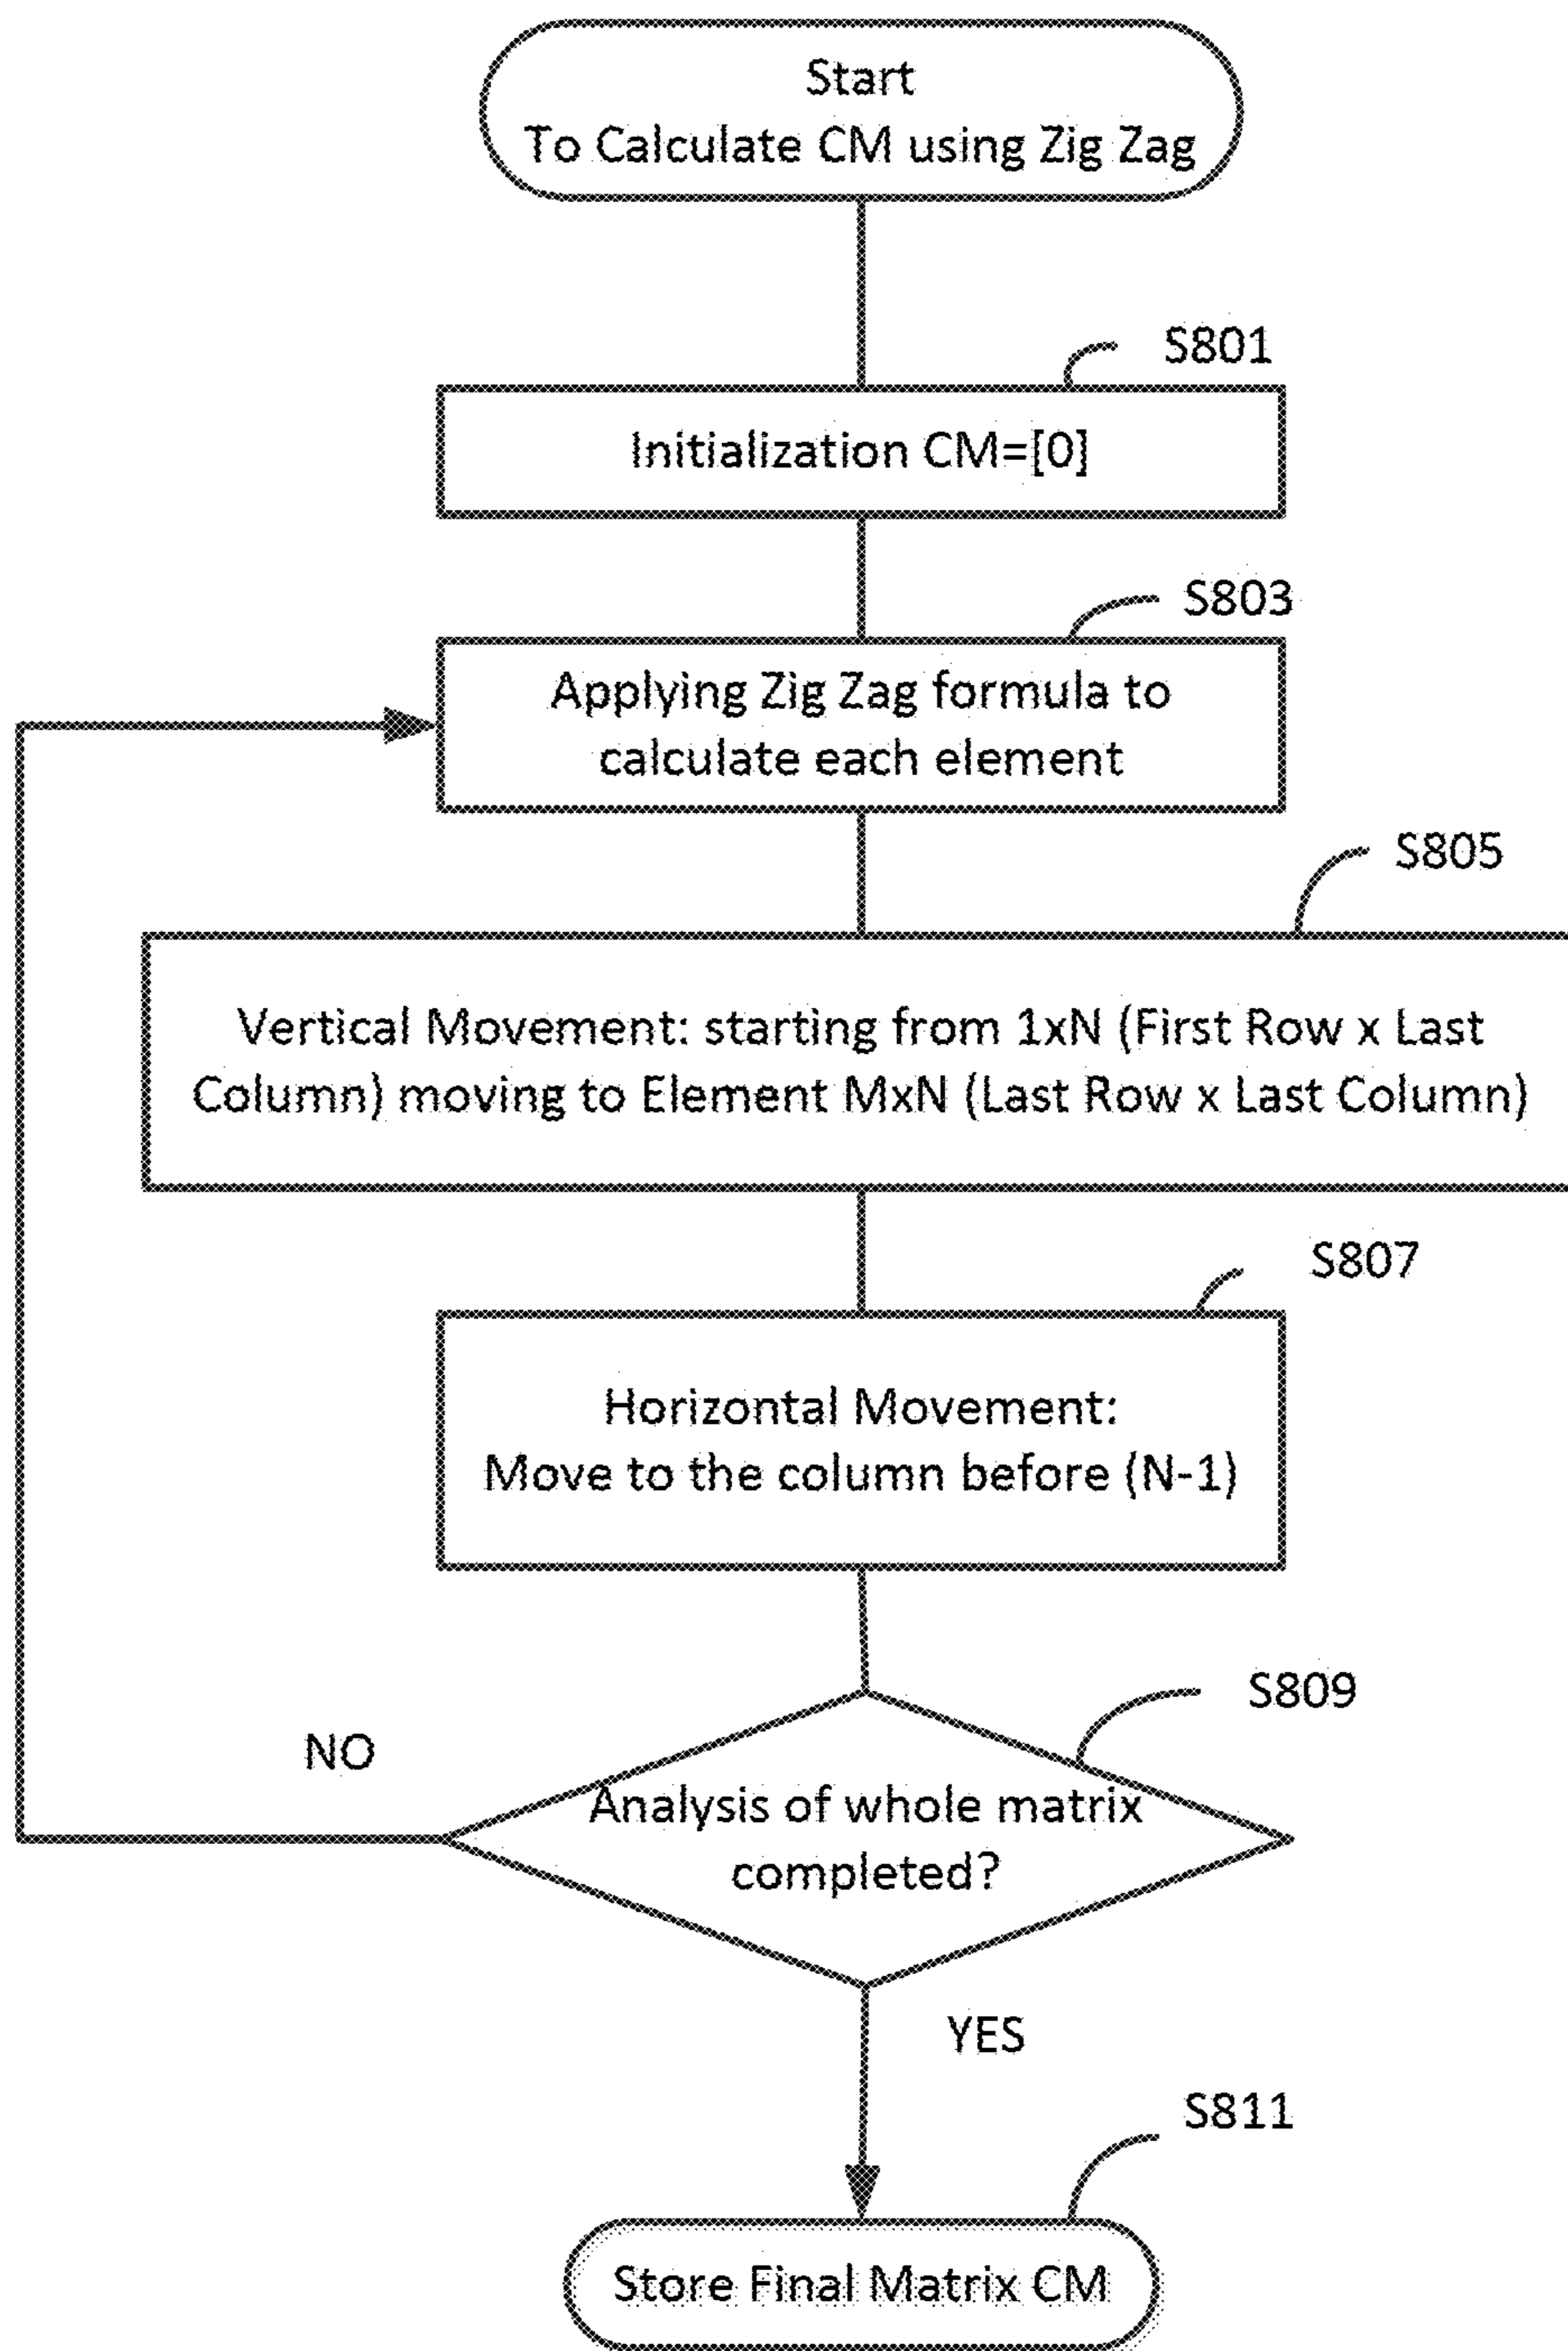 Start
To Calculate CM using Zig Zag
S801
Initialization CM=[0]
S803
Applying Zig Zag formula to
calculate each element
S805
Vertical Movement: starting from 1xN (First Row x Last
Column) moving to Element MxN (Last Row x Last Column)
S807
Horizontal Movement:
Move to the column before (N-1)
S809
NO
Analysis of whole matrix
completed?
YES
S811
Store Final Matrix CM